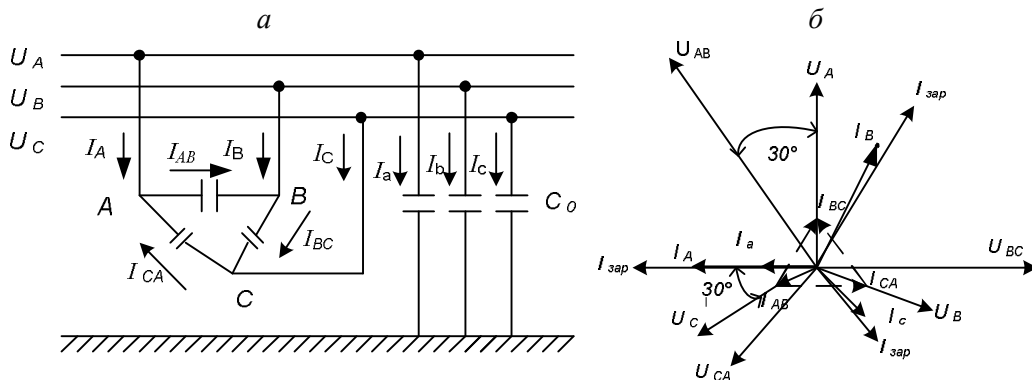 а
б
U A
U B
U C
I A
I AB
I B
I C
I a
I b
I c
C 0
A
B
C
I CA
I BC
U AB
U A
I зар
I B
30°
I BC
U BC
I зар
I A
I a
30°
I AB
I CA
U C
U B
I c
I зар
U CA